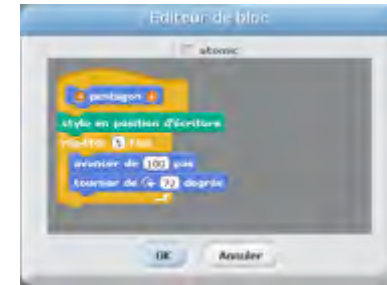 Editeur de bloc
atomic
pentagon
style en position d'écriture
répéter 5 fois
avancer de 100 pas
tourner de 72 degrés
OK
Annuler